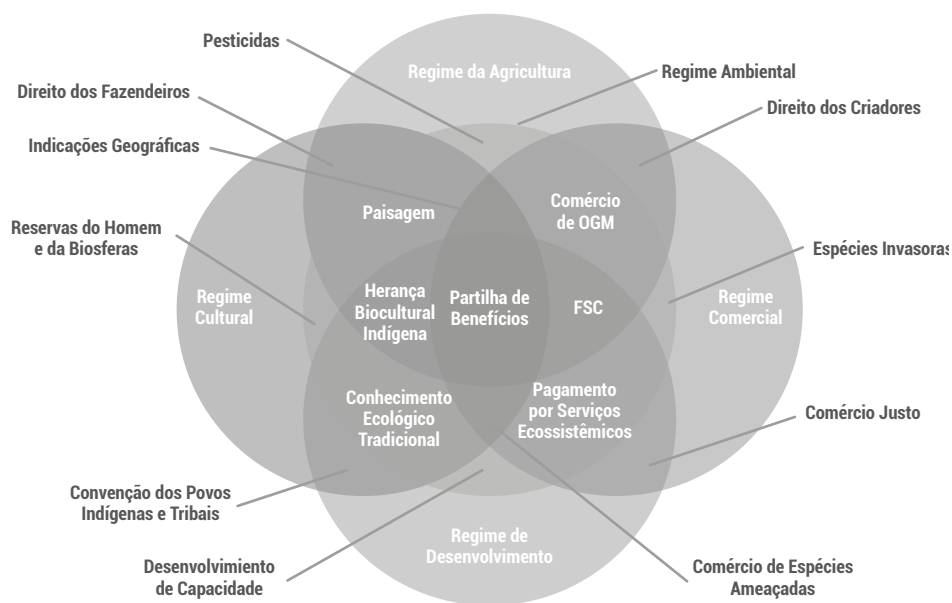 Pesticidas
Regime da Agricultura
Regime Ambiental
Direito dos Fazendeiros
Direito dos Criadores
Indicações Geográficas
Paisagem
Comércio
de OGM
Reservas do Homem
e da Biosferas
Espécies Invasoras
Regime
Cultural
Herança
Biocultural
Indígena
Partilha de
Benefícios
FSC
Regime
Comercial
Conhecimento
Ecológico
Tradicional
Pagamento
por Serviços
Ecossistêmicos
Comércio Justo
Convenção dos Povos
Indígenas e Tribais
Regime de
Desenvolvimento
Desenvolvimiento
de Capacidade
Comércio de Espécies
Ameaçadas